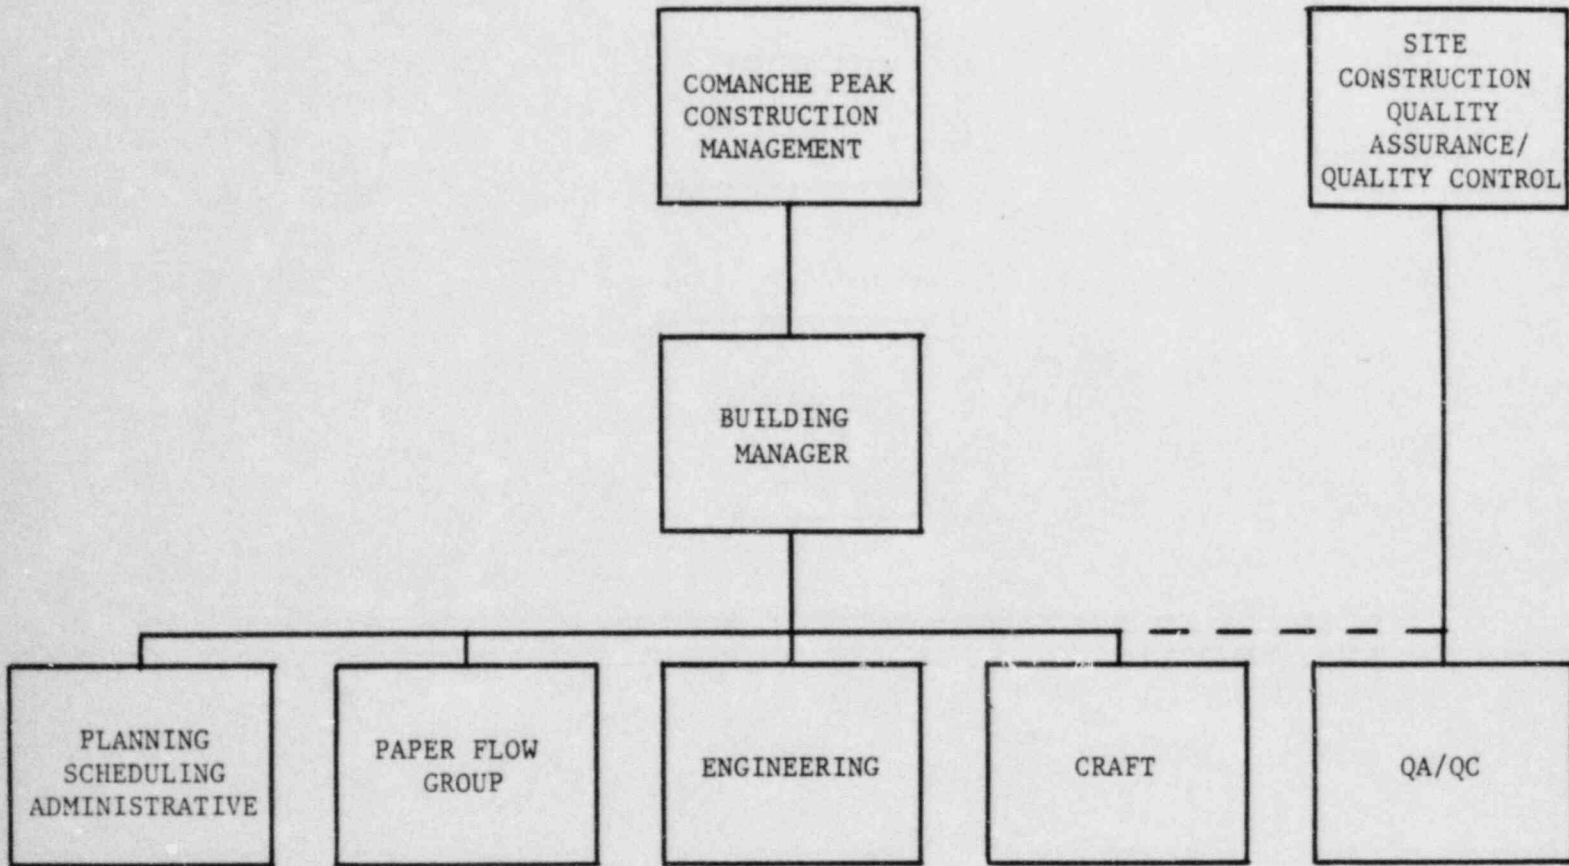 COMANCHE PEAK
CONSTRUCTION
MANAGEMENT
SITE
CONSTRUCTION
QUALITY
ASSURANCE/
QUALITY CONTROL
BUILDING
MANAGER
PLANNING
SCHEDULING
ADMINISTRATIVE
PAPER FLOW
GROUP
ENGINEERING
CRAFT
QA/QC